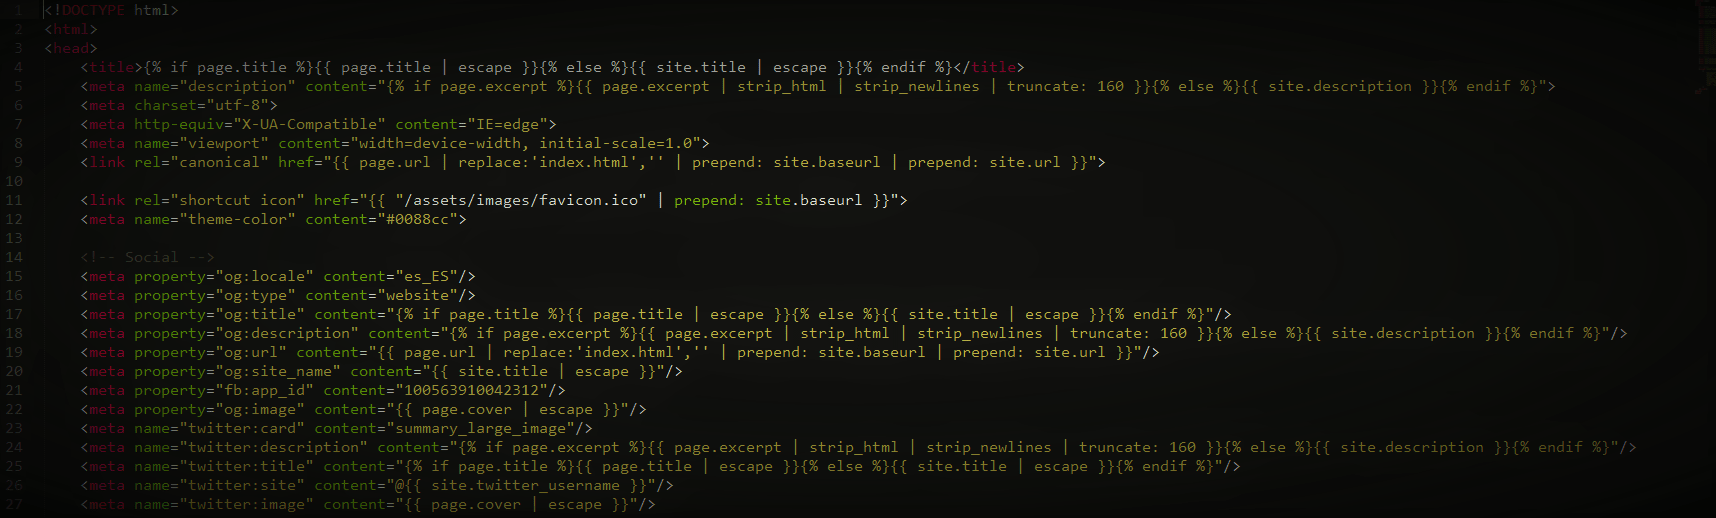 1 <!DOCTYPE html>
2 <html>
3 <head>
4 <title>{% if page.title %}{{ page.title | escape }}{% else %}{{ site.title | escape }}{% endif %}</title>
5 <meta name="description" content="{% if page.excerpt %}{{ page.excerpt | strip_html | strip_newlines | truncate: 160 }}{% else %}{{ site.description }}{% endif %}">
6 <meta charset="utf-8">
7 <meta http-equiv="X-UA-Compatible" content="IE=edge">
8 <meta name="viewport" content="width=device-width, initial-scale=1.0">
9 <link rel="canonical" href="{{ page.url | replace:'index.html','' | prepend: site.baseurl | prepend: site.url }}">
10
11 <link rel="shortcut icon" href="{{ "/assets/images/favicon.ico" | prepend: site.baseurl }}">
12 <meta name="theme-color" content="#0088cc">
13
14 <!-- Social -->
15 <meta property="og:locale" content="es_ES"/>
16 <meta property="og:type" content="website"/>
17 <meta property="og:title" content="{% if page.title %}{{ page.title | escape }}{% else %}{{ site.title | escape }}{% endif %}"/>
18 <meta property="og:description" content="{% if page.excerpt %}{{ page.excerpt | strip_html | strip_newlines | truncate: 160 }}{% else %}{{ site.description }}{% endif %}"/>
19 <meta property="og:url" content="{{ page.url | replace:'index.html','' | prepend: site.baseurl | prepend: site.url }}"/>
20 <meta property="og:site_name" content="{{ site.title | escape }}"/>
21 <meta property="fb:app_id" content="100563910042312"/>
22 <meta property="og:image" content="{{ page.cover | escape }}"/>
23 <meta name="twitter:card" content="summary_large_image"/>
24 <meta name="twitter:description" content="{% if page.excerpt %}{{ page.excerpt | strip_html | strip_newlines | truncate: 160 }}{% else %}{{ site.description }}{% endif %}"/>
25 <meta name="twitter:title" content="{% if page.title %}{{ page.title | escape }}{% else %}{{ site.title | escape }}{% endif %}"/>
26 <meta name="twitter:site" content="@{{ site.twitter_username }}"/>
27 <meta name="twitter:image" content="{{ page.cover | escape }}"/>